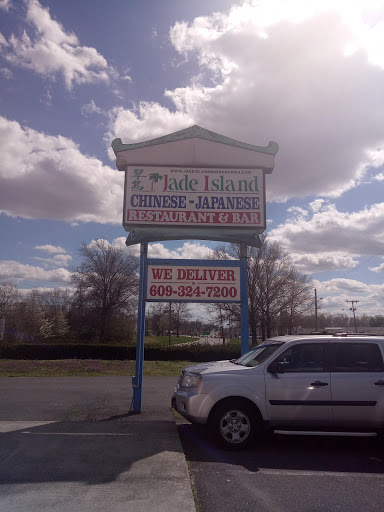 Jade Island
CHINESE - JAPANESE
RESTAURANT & BAR
WE DELIVER
609-324-7200